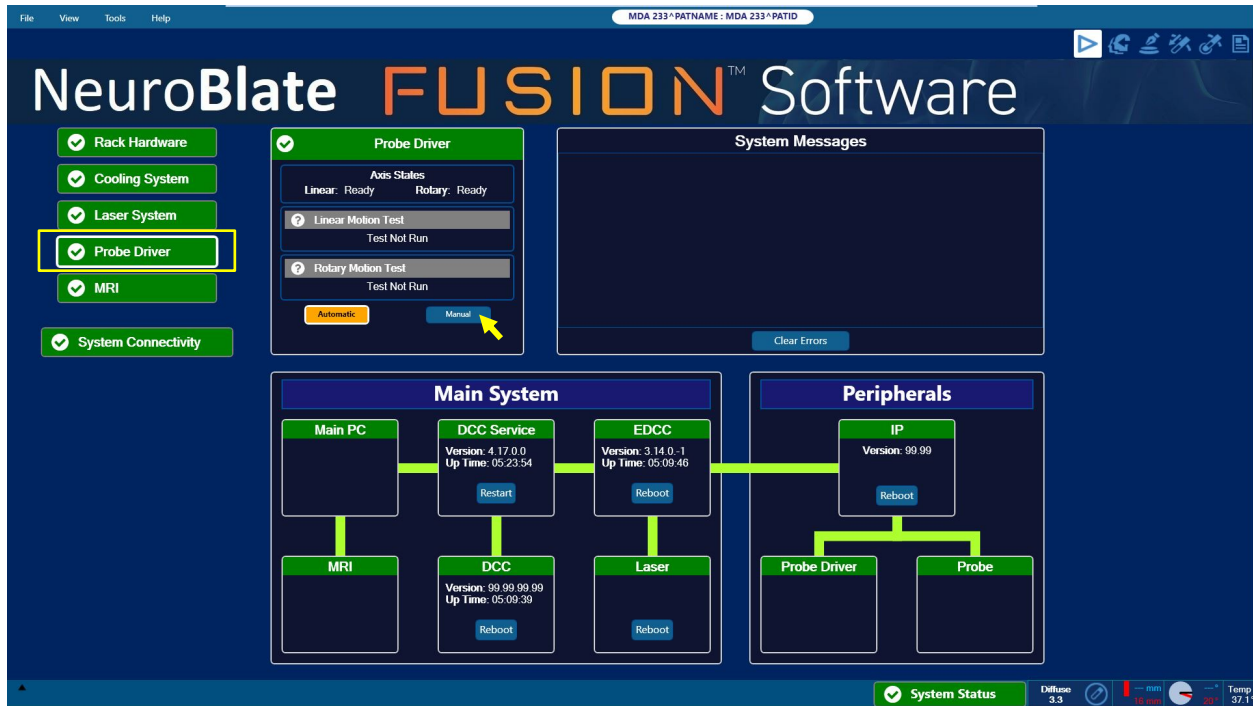 File View Tools Help
MDA 233^PATNAME : MDA 233^PATID
NeuroBlate FUSION™ Software
Rack Hardware
Cooling System
Laser System
Probe Driver
MRI
System Connectivity
Probe Driver
Axis States
Linear: Ready Rotary: Ready
Linear Motion Test
Test Not Run
Rotary Motion Test
Test Not Run
Automatic Manual
System Messages
Clear Errors
Main System
Main PC
DCC Service
Version: 4.17.0.0
Up Time: 05:23:54
Restart
EDCC
Version: 3.14.0.-1
Up Time: 05:09:46
Reboot
MRI
DCC
Version: 99.99.99.99
Up Time: 05:09:39
Reboot
Laser
Reboot
Peripherals
IP
Version: 99.99
Reboot
Probe Driver
Probe
System Status
Diffuse
3.3
--- mm
10 mm
---°
20°
Temp
37.1°